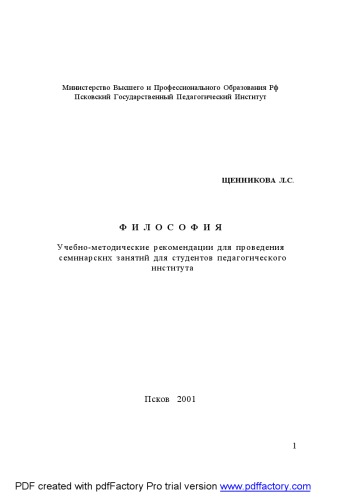 Министерство Высшего и Профессионального Образования Рф
Псковский Государственный Педагогический Институт
ЩЕННИКОВА Л.С.
Ф И Л О С О Ф И Я
Учебно-методические рекомендации для проведения
семинарских занятий для студентов педагогического
института
Псков 2001
1
PDF created with pdfFactory Pro trial version www.pdffactory.com